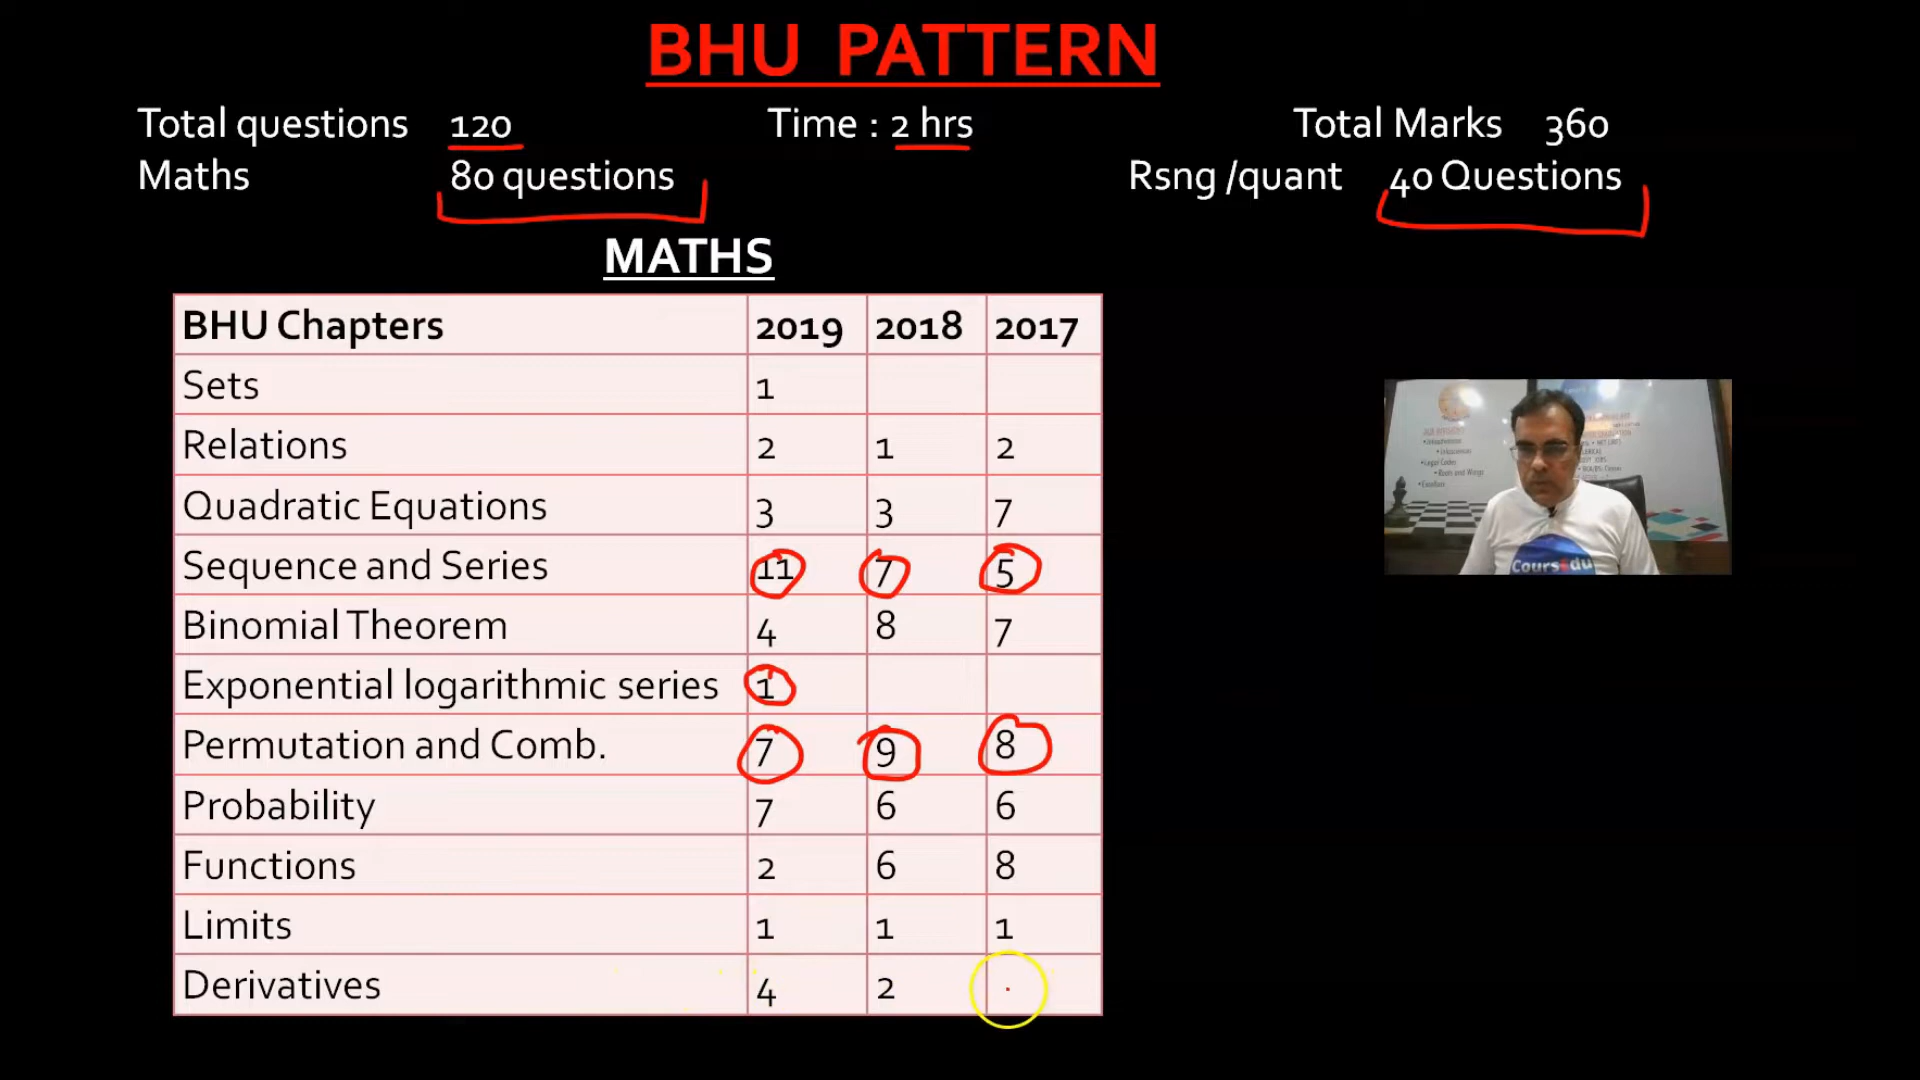 BHU PATTERN
Total questions 120 Time : 2 hrs Total Marks 360
Maths 80 questions Rsng /quant 40 Questions
MATHS
BHU Chapters 2019 2018 2017
Sets 1
Relations 2 1 2
Quadratic Equations 3 3 7
Sequence and Series 11 7 5
Binomial Theorem 4 8 7
Exponential logarithmic series 1
Permutation and Comb. 7 9 8
Probability 7 6 6
Functions 2 6 8
Limits 1 1 1
Derivatives 4 2
CoursEdu